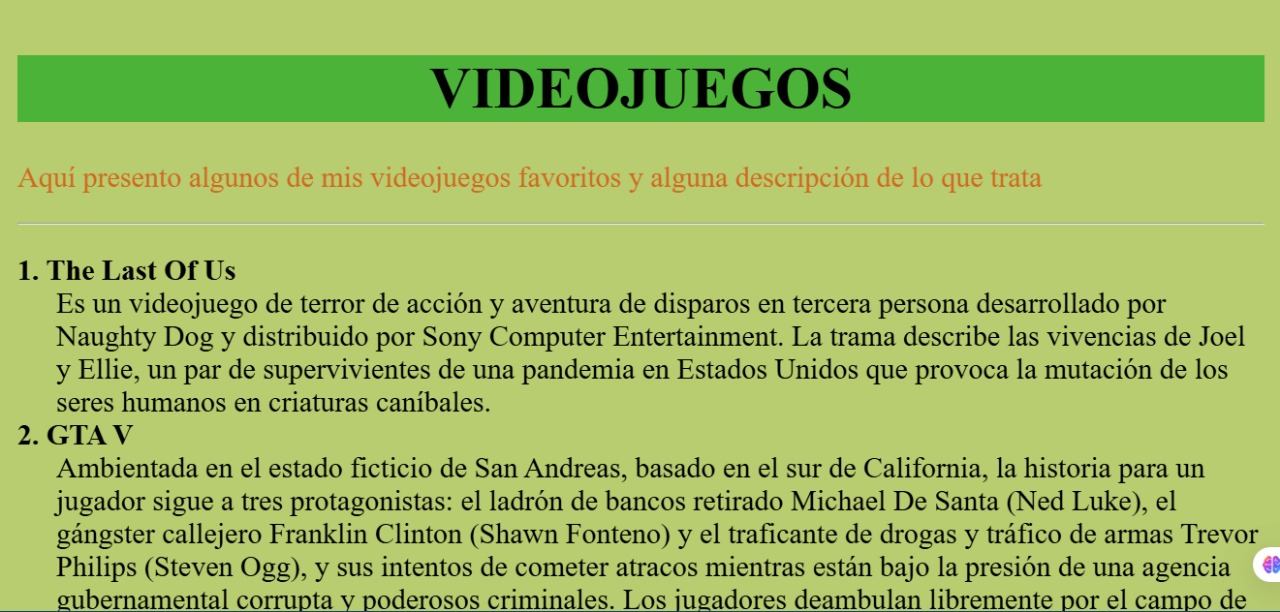 VIDEOJUEGOS
Aquí presento algunos de mis videojuegos favoritos y alguna descripción de lo que trata
1. The Last Of Us
Es un videojuego de terror de acción y aventura de disparos en tercera persona desarrollado por
Naughty Dog y distribuido por Sony Computer Entertainment. La trama describe las vivencias de Joel
y Ellie, un par de supervivientes de una pandemia en Estados Unidos que provoca la mutación de los
seres humanos en criaturas caníbales.
2. GTA V
Ambientada en el estado ficticio de San Andreas, basado en el sur de California, la historia para un
jugador sigue a tres protagonistas: el ladrón de bancos retirado Michael De Santa (Ned Luke), el
gángster callejero Franklin Clinton (Shawn Fonteno) y el traficante de drogas y tráfico de armas Trevor
Philips (Steven Ogg), y sus intentos de cometer atracos mientras están bajo la presión de una agencia
gubernamental corrupta y poderosos criminales. Los jugadores deambulan libremente por el campo de